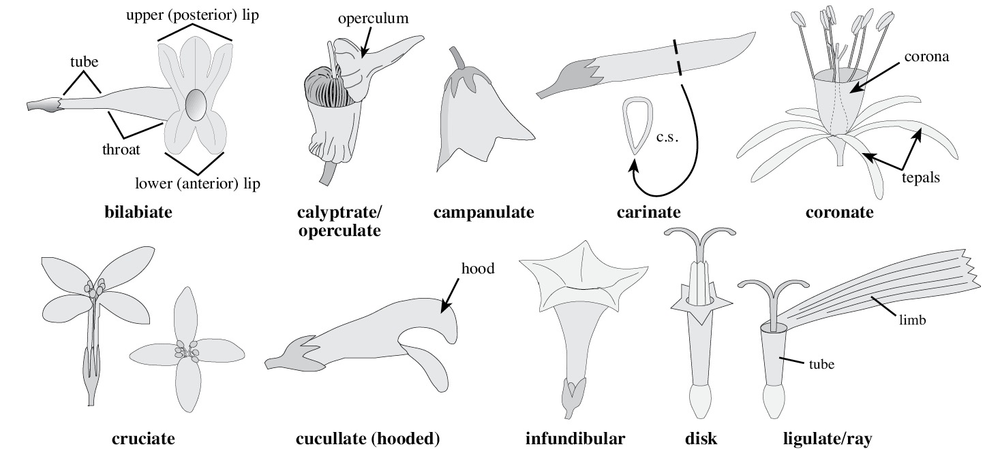 upper (posterior) lip
tube
throat
lower (anterior) lip
bilabiate
operculum
calyptrate/
operculate
campanulate
c.s.
carinate
corona
tepals
coronate
cruciate
hood
cucullate (hooded)
infundibular
disk
limb
tube
ligulate/ray